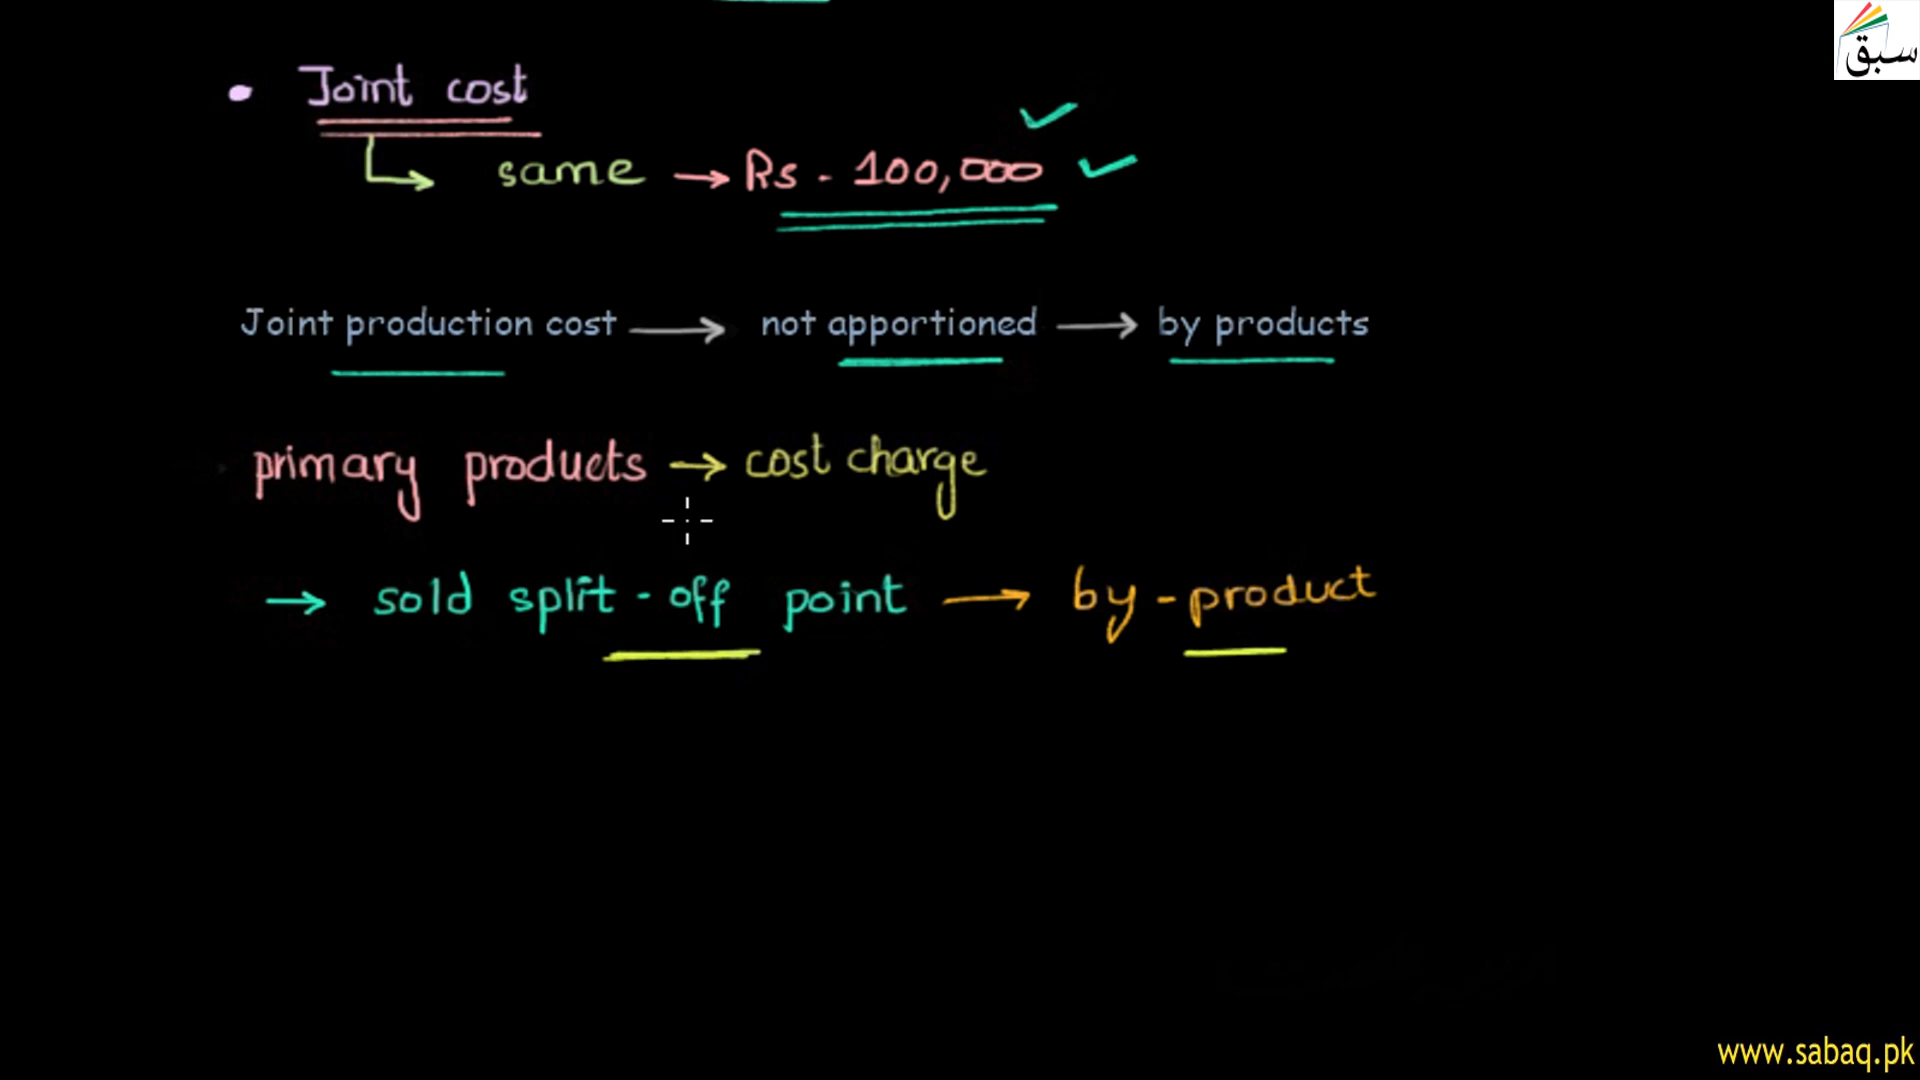 سبق
• Joint cost
↳ same → Rs - 100,000 ✓ ✓
Joint production cost → not apportioned → by products
primary products → cost charge
→ sold split-off point → by-product
www.sabaq.pk